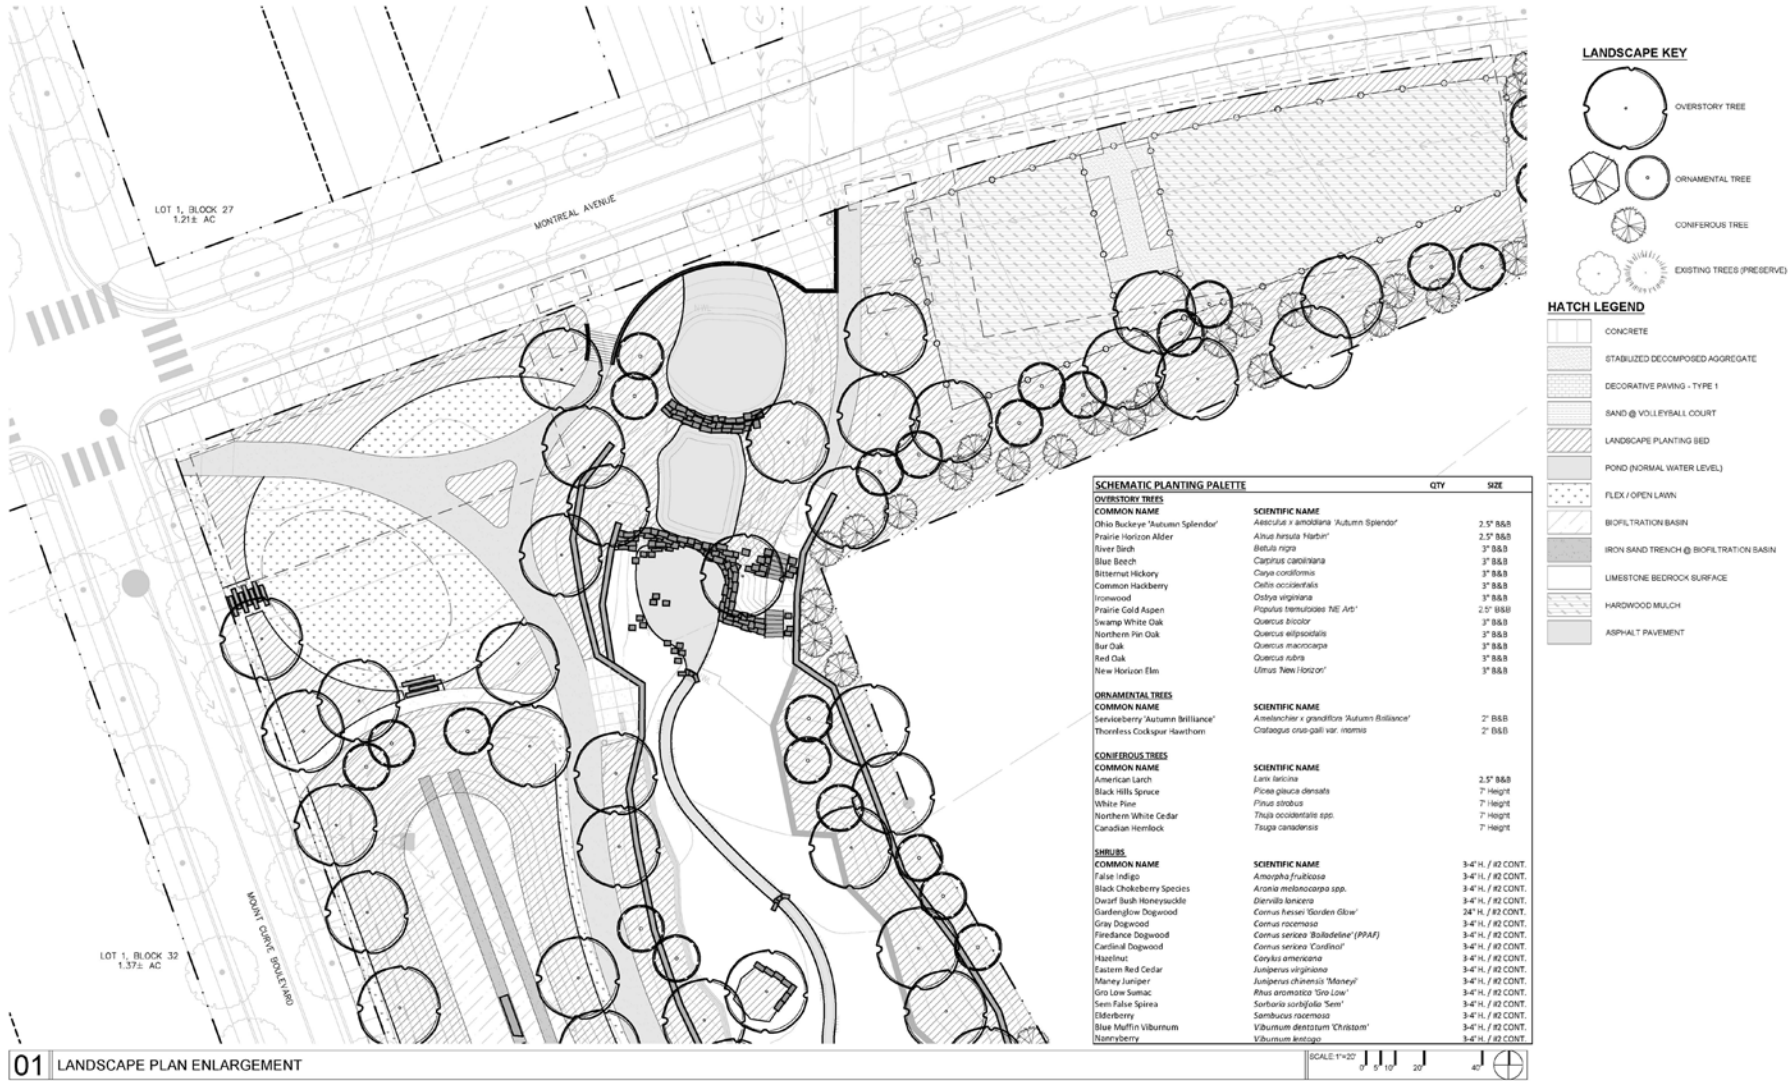 LANDSCAPE KEY
OVERSTORY TREE
ORNAMENTAL TREE
CONIFEROUS TREE
EXISTING TREES (PRESERVE)
HATCH LEGEND
CONCRETE
STABILIZED DECOMPOSED AGGREGATE
DECORATIVE PAVING - TYPE 1
SAND @ VOLLEYBALL COURT
LANDSCAPE PLANTING BED
POND (NORMAL WATER LEVEL)
FLEX / OPEN LAWN
BIOFILTRATION BASIN
IRON SAND TRENCH @ BIOFILTRATION BASIN
LIMESTONE BEDROCK SURFACE
HARDWOOD MULCH
ASPHALT PAVEMENT
LOT 1, BLOCK 27
1.21± AC
MONTREAL AVENUE
MOUNT CURVE BOULEVARD
LOT 1, BLOCK 32
1.37± AC
SCHEMATIC PLANTING PALETTE QTY SIZE
OVERSTORY TREES
COMMON NAME SCIENTIFIC NAME
Ohio Buckeye 'Autumn Splendor' Aesculus x arnoldiana 'Autumn Splendor' 2.5" B&B
Prairie Horizon Alder Alnus hirsuta 'Harbin' 2.5" B&B
River Birch Betula nigra 3" B&B
Blue Beech Carpinus caroliniana 3" B&B
Bitternut Hickory Carya cordiformis 3" B&B
Common Hackberry Celtis occidentalis 3" B&B
Ironwood Ostrya virginiana 3" B&B
Prairie Gold Aspen Populus tremuloides 'NE Arb' 2.5" B&B
Swamp White Oak Quercus bicolor 3" B&B
Northern Pin Oak Quercus ellipsoidalis 3" B&B
Bur Oak Quercus macrocarpa 3" B&B
Red Oak Quercus rubra 3" B&B
New Horizon Elm Ulmus 'New Horizon' 3" B&B
ORNAMENTAL TREES
COMMON NAME SCIENTIFIC NAME
Serviceberry 'Autumn Brilliance' Amelanchier x grandiflora 'Autumn Brilliance' 2" B&B
Thornless Cockspur Hawthorn Crataegus crus-galli var. inermis 2" B&B
CONIFEROUS TREES
COMMON NAME SCIENTIFIC NAME
American Larch Larix laricina 2.5" B&B
Black Hills Spruce Picea glauca densata 7' Height
White Pine Pinus strobus 7' Height
Northern White Cedar Thuja occidentalis spp. 7' Height
Canadian Hemlock Tsuga canadensis 7' Height
SHRUBS
COMMON NAME SCIENTIFIC NAME 3-4' H. / #2 CONT.
False Indigo Amorpha fruiticosa 3-4' H. / #2 CONT.
Black Chokeberry Species Aronia melanocarpa spp. 3-4' H. / #2 CONT.
Dwarf Bush Honeysuckle Diervilla lonicera 3-4' H. / #2 CONT.
Gardenglow Dogwood Cornus hessei 'Garden Glow' 24" H. / #2 CONT.
Gray Dogwood Cornus racemosa 3-4' H. / #2 CONT.
Firedance Dogwood Cornus sericea 'Bailadeline' (PPAF) 3-4' H. / #2 CONT.
Cardinal Dogwood Cornus sericea 'Cardinal' 3-4' H. / #2 CONT.
Hazelnut Corylus americana 3-4' H. / #2 CONT.
Eastern Red Cedar Juniperus virginiana 3-4' H. / #2 CONT.
Maney Juniper Juniperus chinensis 'Maneyi' 3-4' H. / #2 CONT.
Gro Low Sumac Rhus aromatica 'Gro Low' 3-4' H. / #2 CONT.
Sem False Spirea Sorbaria sorbifolia 'Sem' 3-4' H. / #2 CONT.
Elderberry Sambucus racemosa 3-4' H. / #2 CONT.
Blue Muffin Viburnum Viburnum dentatum 'Christom' 3-4' H. / #2 CONT.
Nannyberry Viburnum lentago 3-4' H. / #2 CONT.
01 LANDSCAPE PLAN ENLARGEMENT
SCALE:1"=20'
0' 5' 10' 20' 40'